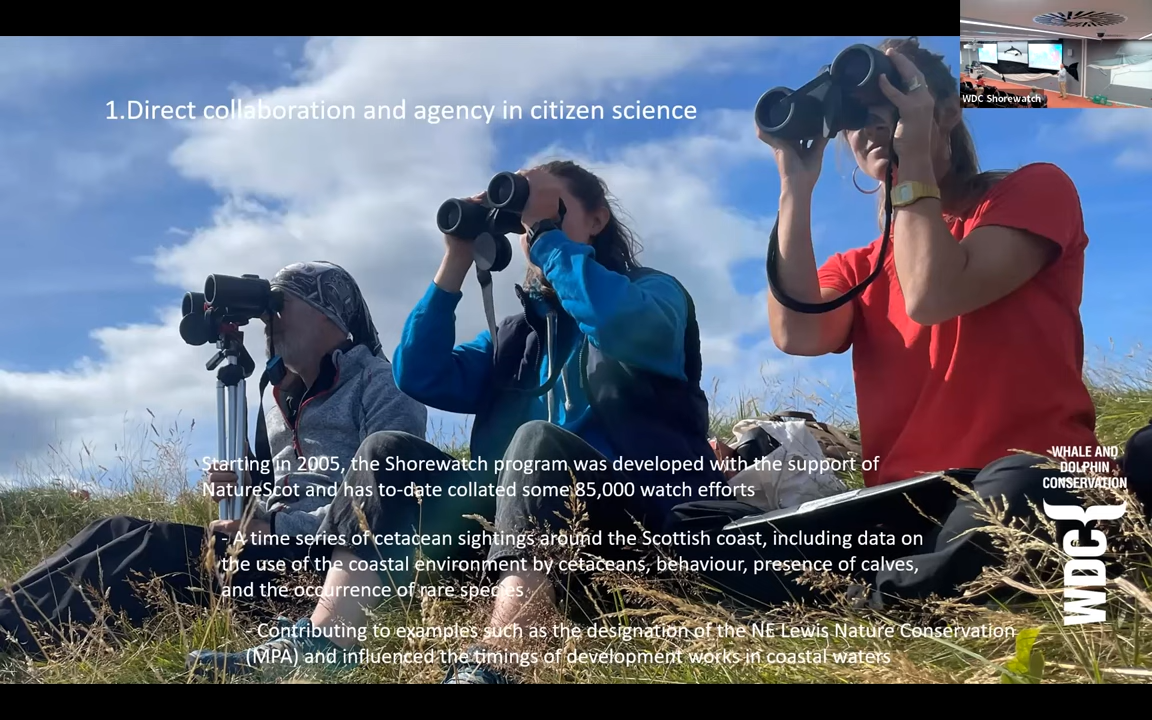 WDC Shorewatch
1.Direct collaboration and agency in citizen science
Starting in 2005, the Shorewatch program was developed with the support of
NatureScot and has to-date collated some 85,000 watch efforts
- A time series of cetacean sightings around the Scottish coast, including data on
the use of the coastal environment by cetaceans, behaviour, presence of calves,
and the occurrence of rare species
- Contributing to examples such as the designation of the NE Lewis Nature Conservation
(MPA) and influenced the timings of development works in coastal waters
WHALE AND
DOLPHIN
CONSERVATION
WDC